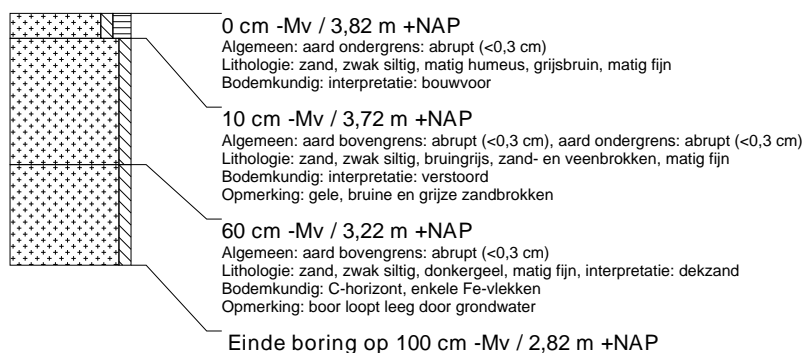 0 cm -Mv / 3,82 m +NAP
Algemeen: aard ondergrens: abrupt (<0,3 cm)
Lithologie: zand, zwak siltig, matig humeus, grijsbruin, matig fijn
Bodemkundig: interpretatie: bouwvoor
10 cm -Mv / 3,72 m +NAP
Algemeen: aard bovengrens: abrupt (<0,3 cm), aard ondergrens: abrupt (<0,3 cm)
Lithologie: zand, zwak siltig, bruingrijs, zand- en veenbrokken, matig fijn
Bodemkundig: interpretatie: verstoord
Opmerking: gele, bruine en grijze zandbrokken
60 cm -Mv / 3,22 m +NAP
Algemeen: aard bovengrens: abrupt (<0,3 cm)
Lithologie: zand, zwak siltig, donkergeel, matig fijn, interpretatie: dekzand
Bodemkundig: C-horizont, enkele Fe-vlekken
Opmerking: boor loopt leeg door grondwater
Einde boring op 100 cm -Mv / 2,82 m +NAP